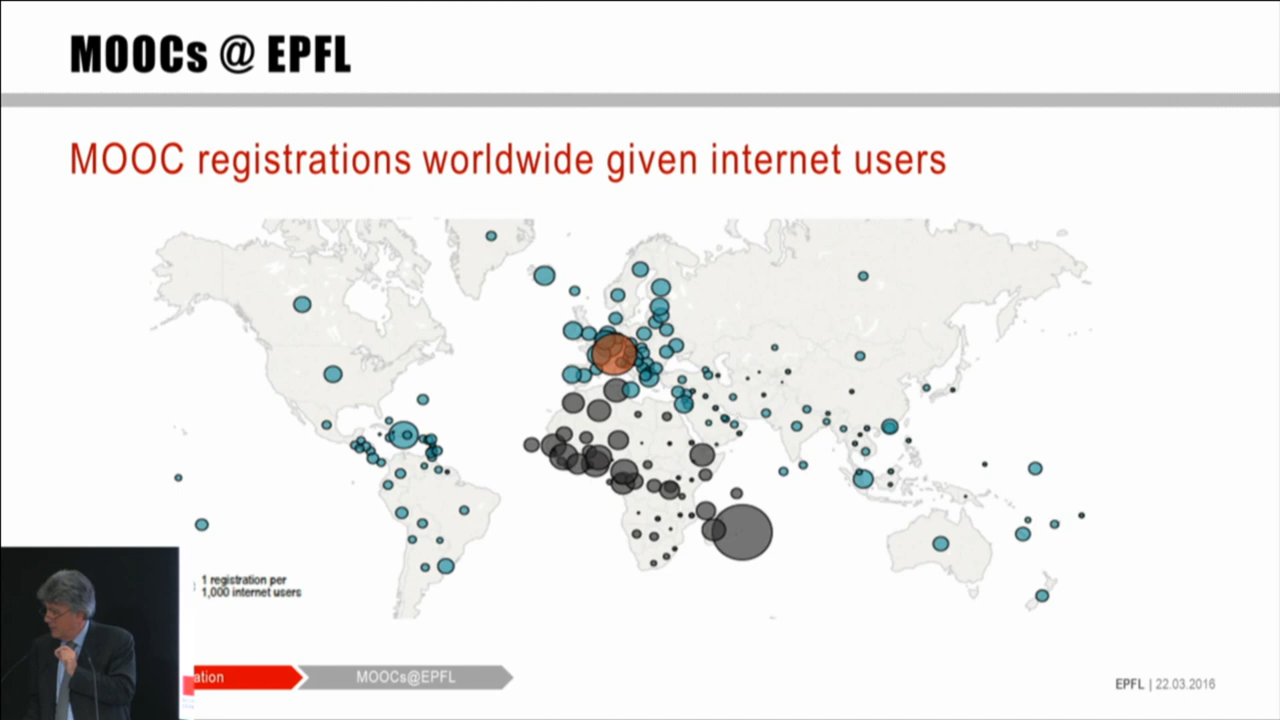 MOOCs @ EPFL
MOOC registrations worldwide given internet users
1 registration per
1,000 internet users
ation
MOOCs@EPFL
EPFL | 22.03.2016